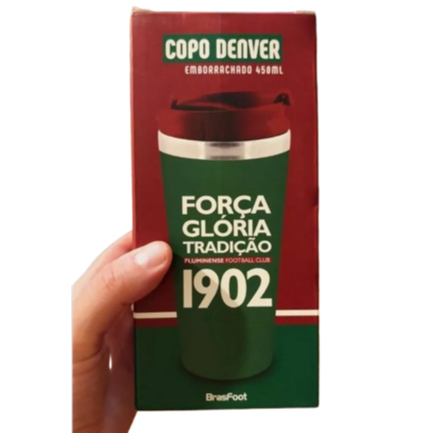 COPO DENVER
EMBORRACHADO 450ML
FORÇA
GLÓRIA
TRADIÇÃO
FLUMINENSE FOOTBALL CLUB
1902
BrasFoot